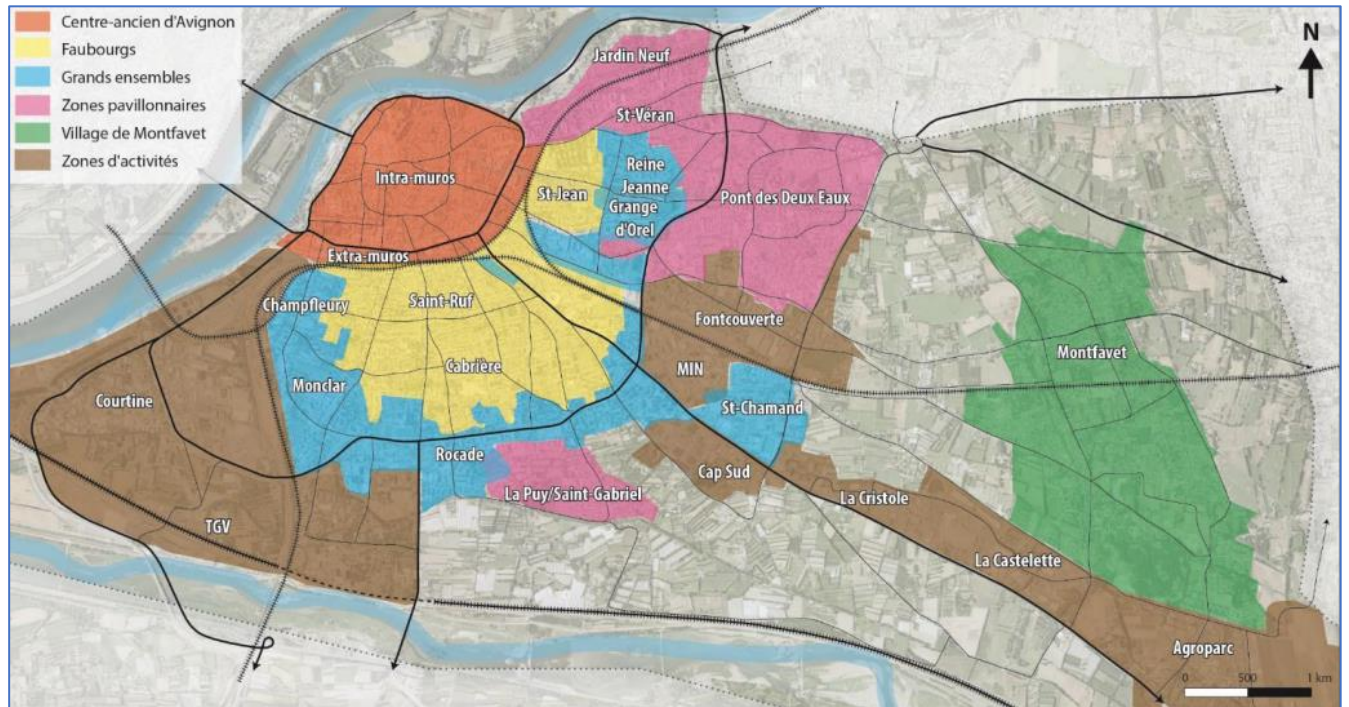 Centre-ancien d'Avignon
Faubourgs
Grands ensembles
Zones pavillonnaires
Village de Montfavet
Zones d'activités
N
Jardin Neuf
St-Véran
Intra-muros
St-Jean
Reine
Jeanne
Grange
d'Orel
Pont des Deux Eaux
Extra-muros
Champfleury
Saint-Ruf
Fontcouverte
Montfavet
Cabrière
MIN
Monclar
Courtine
St-Chamand
Rocade
Cap Sud
La Puy/Saint-Gabriel
La Cristole
TGV
La Castelette
Agroparc
0 500 1 km